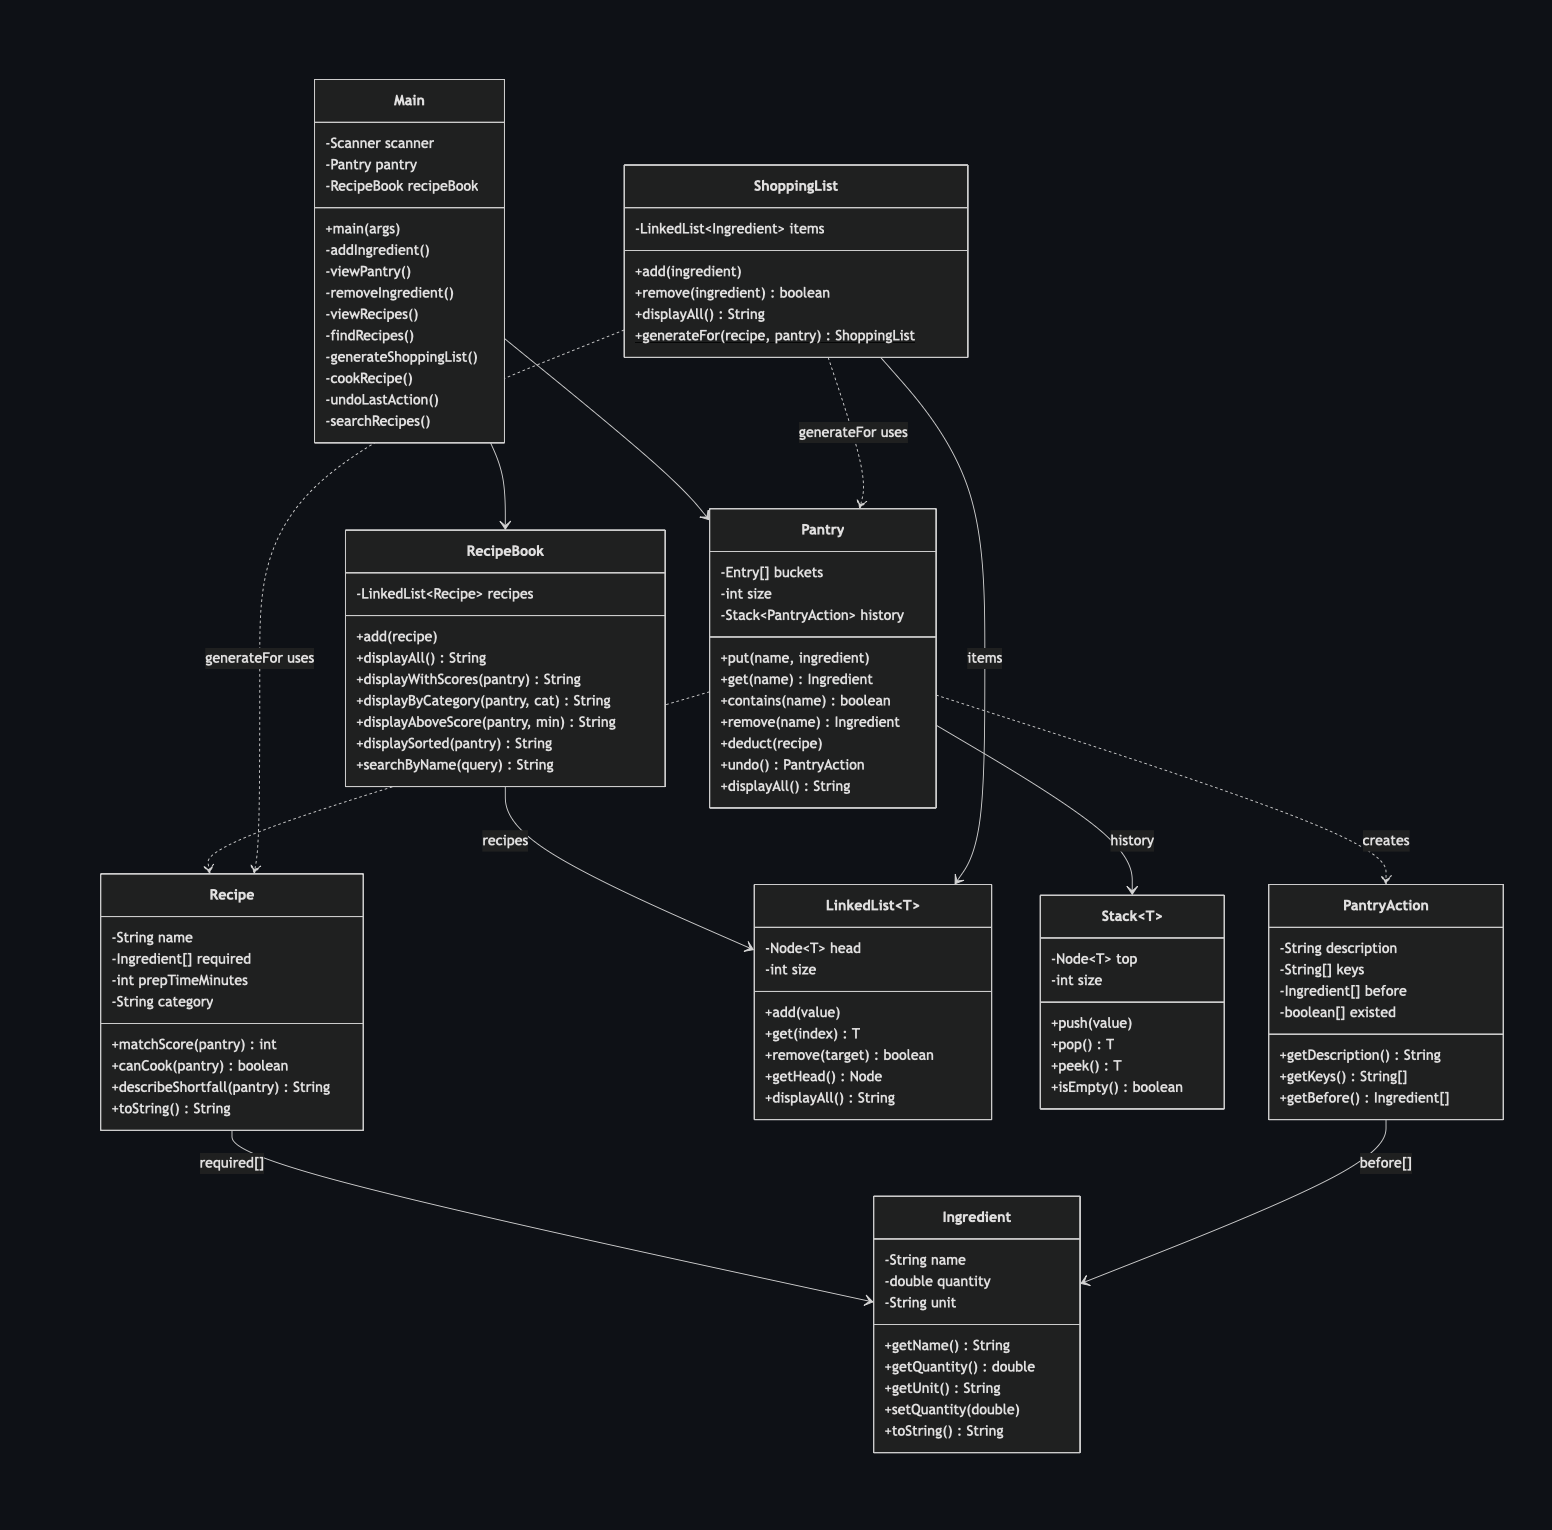 Main
-Scanner scanner
-Pantry pantry
-RecipeBook recipeBook
+main(args)
-addIngredient()
-viewPantry()
-removeIngredient()
-viewRecipes()
-findRecipes()
-generateShoppingList()
-cookRecipe()
-undoLastAction()
-searchRecipes()
ShoppingList
-LinkedList<Ingredient> items
+add(ingredient)
+remove(ingredient) : boolean
+displayAll() : String
+generateFor(recipe, pantry) : ShoppingList
generateFor uses
RecipeBook
-LinkedList<Recipe> recipes
+add(recipe)
+displayAll() : String
+displayWithScores(pantry) : String
+displayByCategory(pantry, cat) : String
+displayAboveScore(pantry, min) : String
+displaySorted(pantry) : String
+searchByName(query) : String
Pantry
-Entry[] buckets
-int size
-Stack<PantryAction> history
+put(name, ingredient)
+get(name) : Ingredient
+contains(name) : boolean
+remove(name) : Ingredient
+deduct(recipe)
+undo() : PantryAction
+displayAll() : String
generateFor uses
items
recipes
history
creates
Recipe
-String name
-Ingredient[] required
-int prepTimeMinutes
-String category
+matchScore(pantry) : int
+canCook(pantry) : boolean
+describeShortfall(pantry) : String
+toString() : String
LinkedList<T>
-Node<T> head
-int size
+add(value)
+get(index) : T
+remove(target) : boolean
+getHead() : Node
+displayAll() : String
Stack<T>
-Node<T> top
-int size
+push(value)
+pop() : T
+peek() : T
+isEmpty() : boolean
PantryAction
-String description
-String[] keys
-Ingredient[] before
-boolean[] existed
+getDescription() : String
+getKeys() : String[]
+getBefore() : Ingredient[]
required[]
before[]
Ingredient
-String name
-double quantity
-String unit
+getName() : String
+getQuantity() : double
+getUnit() : String
+setQuantity(double)
+toString() : String